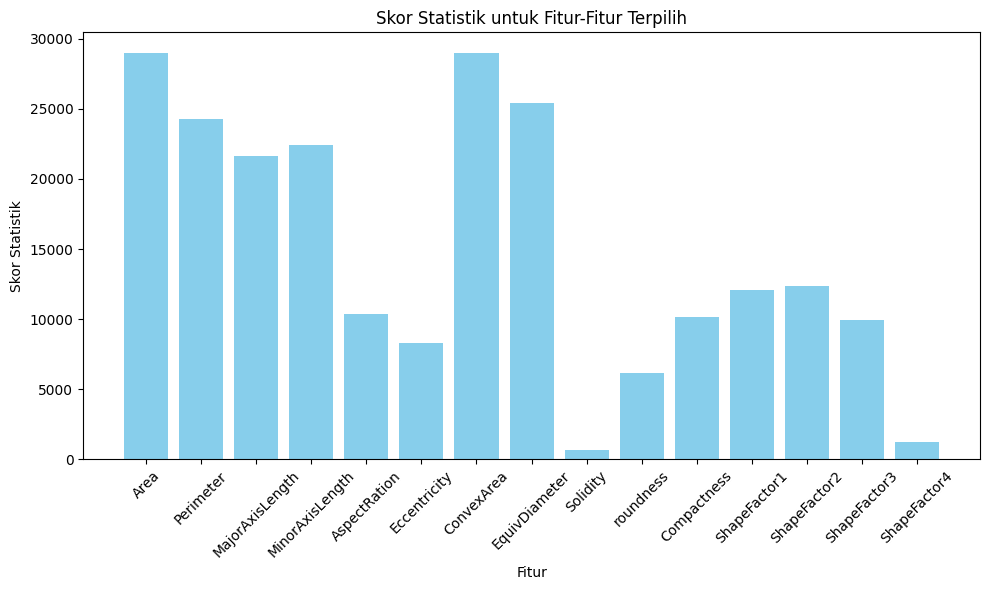 Skor Statistik untuk Fitur-Fitur Terpilih
30000
25000
20000
15000
10000
5000
0
Skor Statistik
Area
Perimeter
MajorAxisLength
MinorAxisLength
AspectRation
Eccentricity
ConvexArea
EquivDiameter
Solidity
roundness
Compactness
ShapeFactor1
ShapeFactor2
ShapeFactor3
ShapeFactor4
Fitur